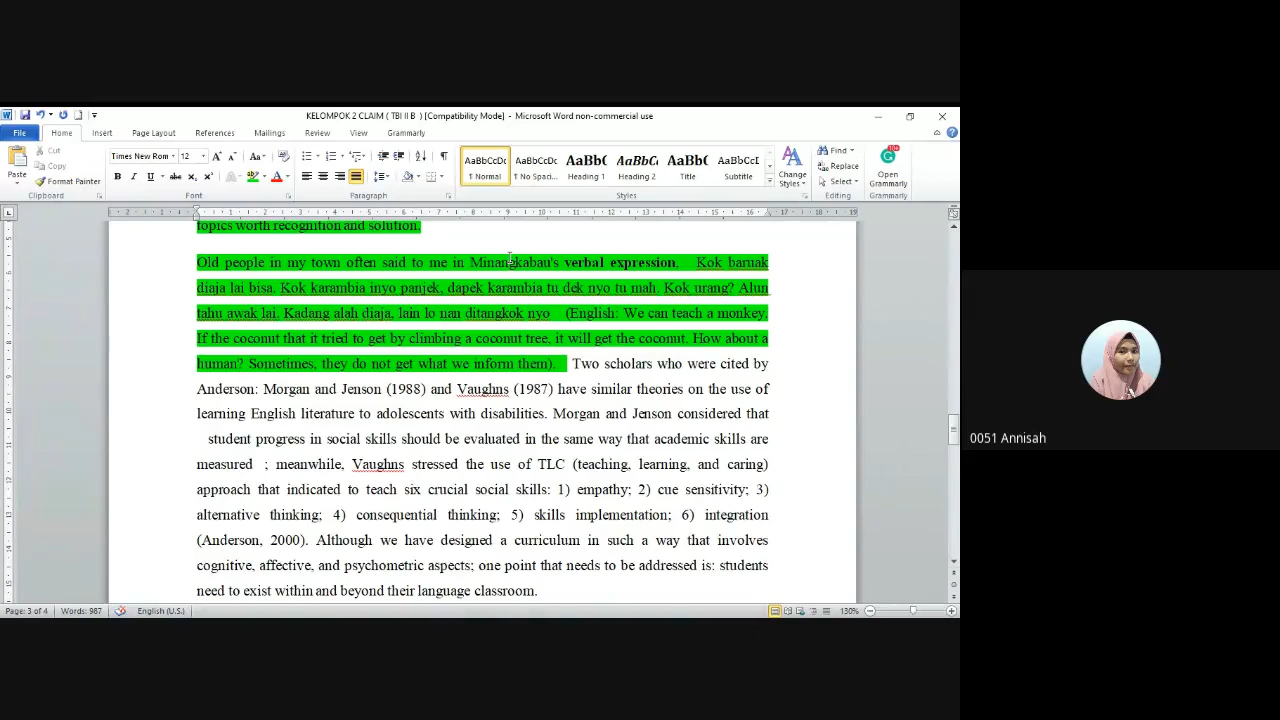 KELOMPOK 2 CLAIM ( TBI II B ) [Compatibility Mode] - Microsoft Word non-commercial use
File Home Insert Page Layout References Mailings Review View Grammarly
Cut
Copy
Format Painter
Paste
Clipboard
Times New Rom 12
Font
Paragraph
AaBbCcDc AaBbCcDc AaBbC AaBbCc AaBbC AaBbCcI
¶ Normal ¶ No Spaci... Heading 1 Heading 2 Title Subtitle
Styles
Change Styles
Find
Replace
Select
Editing
Open Grammarly
Grammarly
topics worth recognition and solution.
Old people in my town often said to me in Minangkabau's verbal expression, Kok baruak
diaja lai bisa. Kok karambia inyo panjek, dapek karambia tu dek nyo tu mah. Kok urang? Alun
tahu awak lai. Kadang alah diaja, lain lo nan ditangkok nyo (English: We can teach a monkey.
If the coconut that it tried to get by climbing a coconut tree, it will get the coconut. How about a
human? Sometimes, they do not get what we inform them). Two scholars who were cited by
Anderson: Morgan and Jenson (1988) and Vaughns (1987) have similar theories on the use of
learning English literature to adolescents with disabilities. Morgan and Jenson considered that
student progress in social skills should be evaluated in the same way that academic skills are
measured ; meanwhile, Vaughns stressed the use of TLC (teaching, learning, and caring)
approach that indicated to teach six crucial social skills: 1) empathy; 2) cue sensitivity; 3)
alternative thinking; 4) consequential thinking; 5) skills implementation; 6) integration
(Anderson, 2000). Although we have designed a curriculum in such a way that involves
cognitive, affective, and psychometric aspects; one point that needs to be addressed is: students
need to exist within and beyond their language classroom.
Page: 3 of 4 Words: 987 English (U.S.) 130%
0051 Annisah